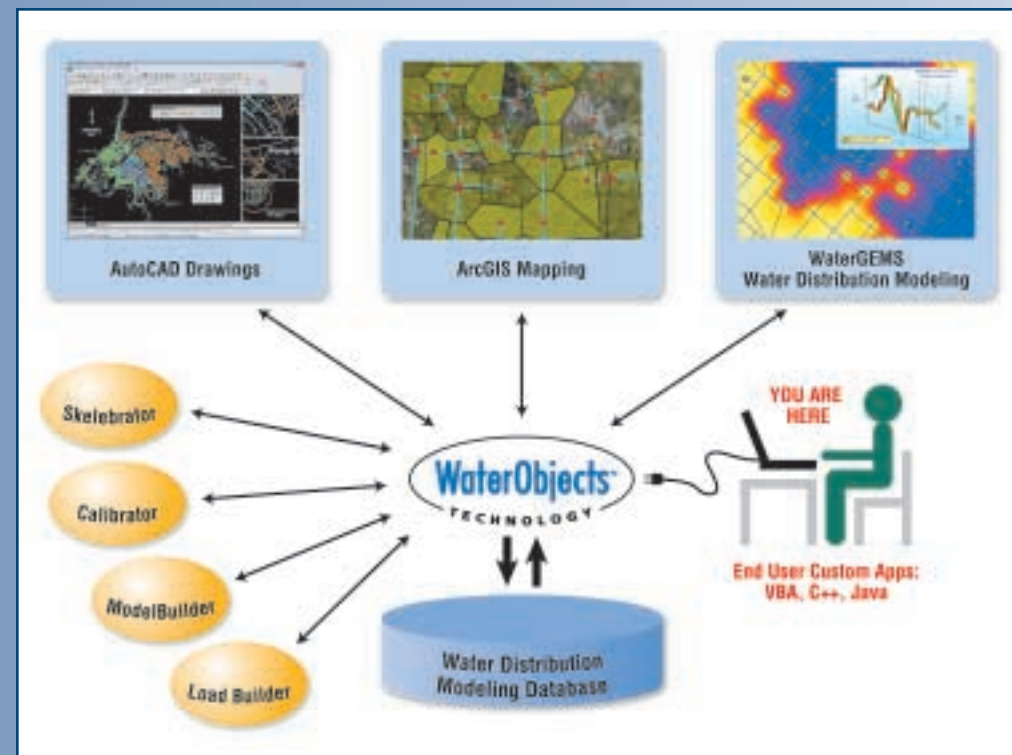 AutoCAD Drawings
ArcGIS Mapping
WaterGEMS
Water Distribution Modeling
Skelebrator
Calibrator
ModelBuilder
Load Builder
WaterObjects™
TECHNOLOGY
YOU ARE
HERE
End User Custom Apps:
VBA, C++, Java
Water Distribution
Modeling Database